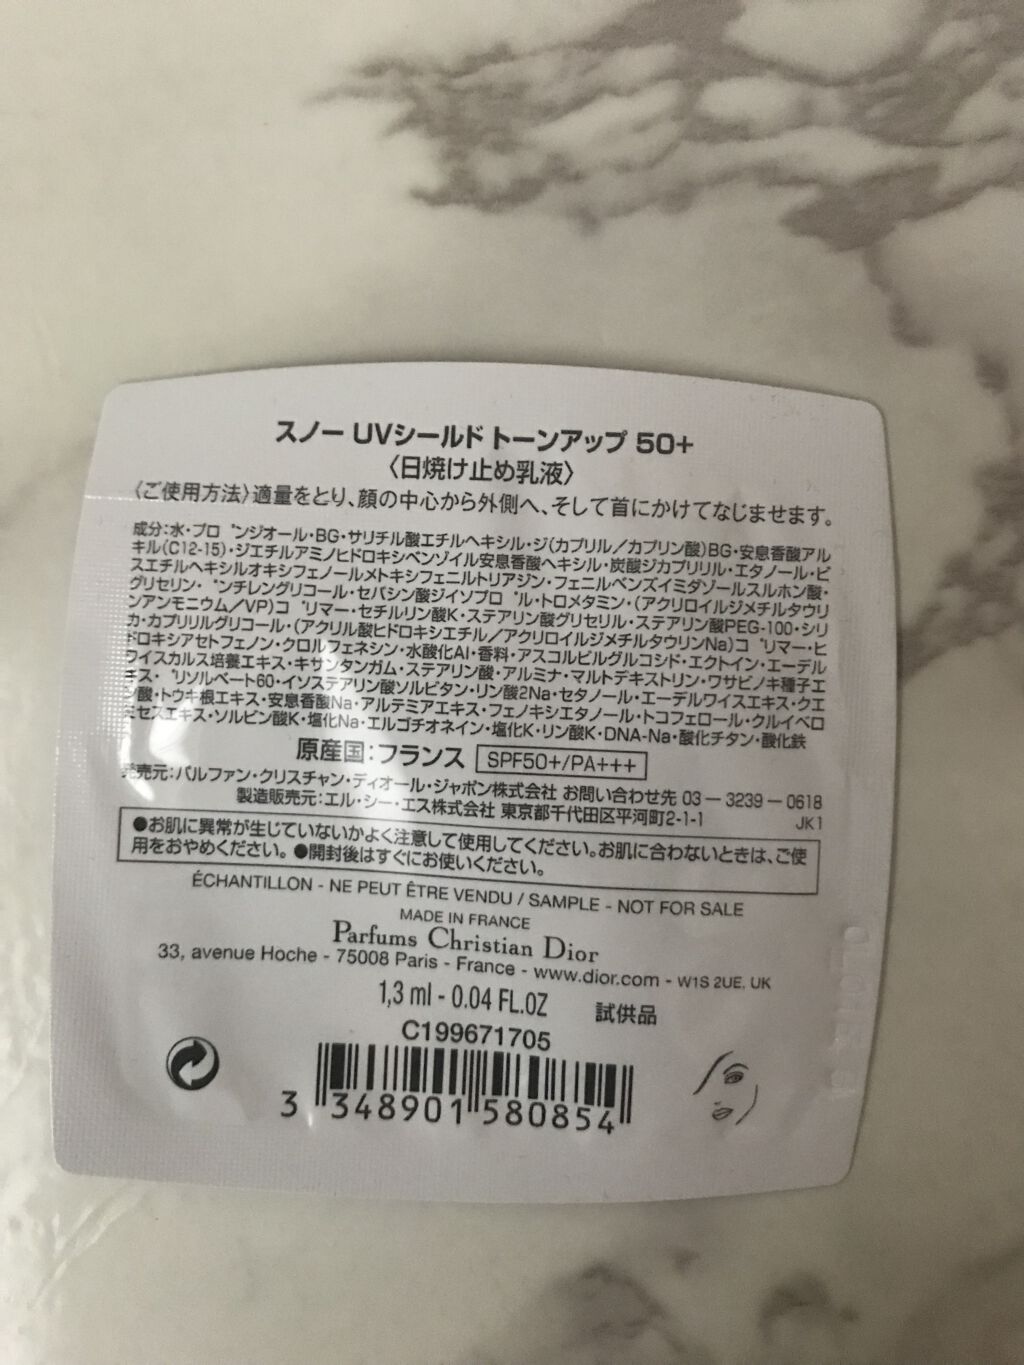 スノー UVシールド トーンアップ 50+
〈日焼け止め乳液〉
〈ご使用方法〉適量をとり、顔の中心から外側へ、そして首にかけてなじませます。
成分:水・プロ゜ンジオール・BG・サリチル酸エチルヘキシル・ジ(カプリル/カプリン酸)BG・安息香酸アル
キル(C12-15)・ジエチルアミノヒドロキシベンゾイル安息香酸ヘキシル・炭酸ジカプリリル・エタノール・ビ
スエチルヘキシルオキシフェノールメトキシフェニルトリアジン・フェニルベンズイミダゾールスルホン酸・
グリセリン・゜ンチレングリコール・セバシン酸ジイソプロ゜ル・トロメタミン・(アクリロイルジメチルタウリ
ンアンモニウム/VP)コ゜リマー・セチルリン酸K・ステアリン酸グリセリル・ステアリン酸PEG-100・シリ
カ・カプリリルグリコール・(アクリル酸ヒドロキシエチル/アクリロイルジメチルタウリンNa)コ゜リマー・ヒ
ドロキシアセトフェノン・クロルフェネシン・水酸化Al・香料・アスコルビルグルコシド・エクトイン・エーデル
ワイスカルス培養エキス・キサンタンガム・ステアリン酸・アルミナ・マルトデキストリン・ワサビノキ種子エ
キス・゜リソルベート60・イソステアリン酸ソルビタン・リン酸2Na・セタノール・エーデルワイスエキス・クエ
ン酸・トウキ根エキス・安息香酸Na・アルテミアエキス・フェノキシエタノール・トコフェロール・クルイベロ
ミセスエキス・ソルビン酸K・塩化Na・エルゴチオネイン・塩化K・リン酸K・DNA-Na・酸化チタン・酸化鉄
原産国:フランス SPF50+/PA+++
発売元:パルファン・クリスチャン・ディオール・ジャポン株式会社 お問い合わせ先 03－3239－0618
製造販売元:エル・シー・エス株式会社 東京都千代田区平河町2-1-1 JK1
●お肌に異常が生じていないかよく注意して使用してください。お肌に合わないときは、ご使
用をおやめください。●開封後はすぐにお使いください。
ÉCHANTILLON - NE PEUT ÊTRE VENDU / SAMPLE - NOT FOR SALE
MADE IN FRANCE
Parfums Christian Dior
33, avenue Hoche - 75008 Paris - France - www.dior.com - W1S 2UE, UK
1,3 ml - 0.04 FL.OZ 試供品
C199671705
3 348901 580854